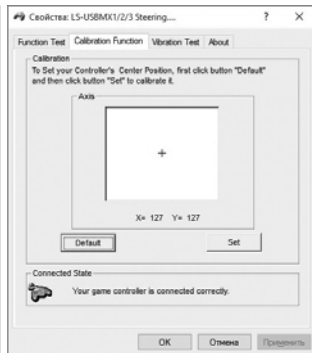 Свойства: LS-USBMX1/2/3 Steering....
? X
Function Test Calibration Function Vibration Test About
Calibration
To Set your Controller's Center Position, first click button "Default"
and then click button "Set" to calibrate it.
Axis
X= 127 Y= 127
Default Set
Connected State
Your game controller is connected correctly.
OK Отмена Применить